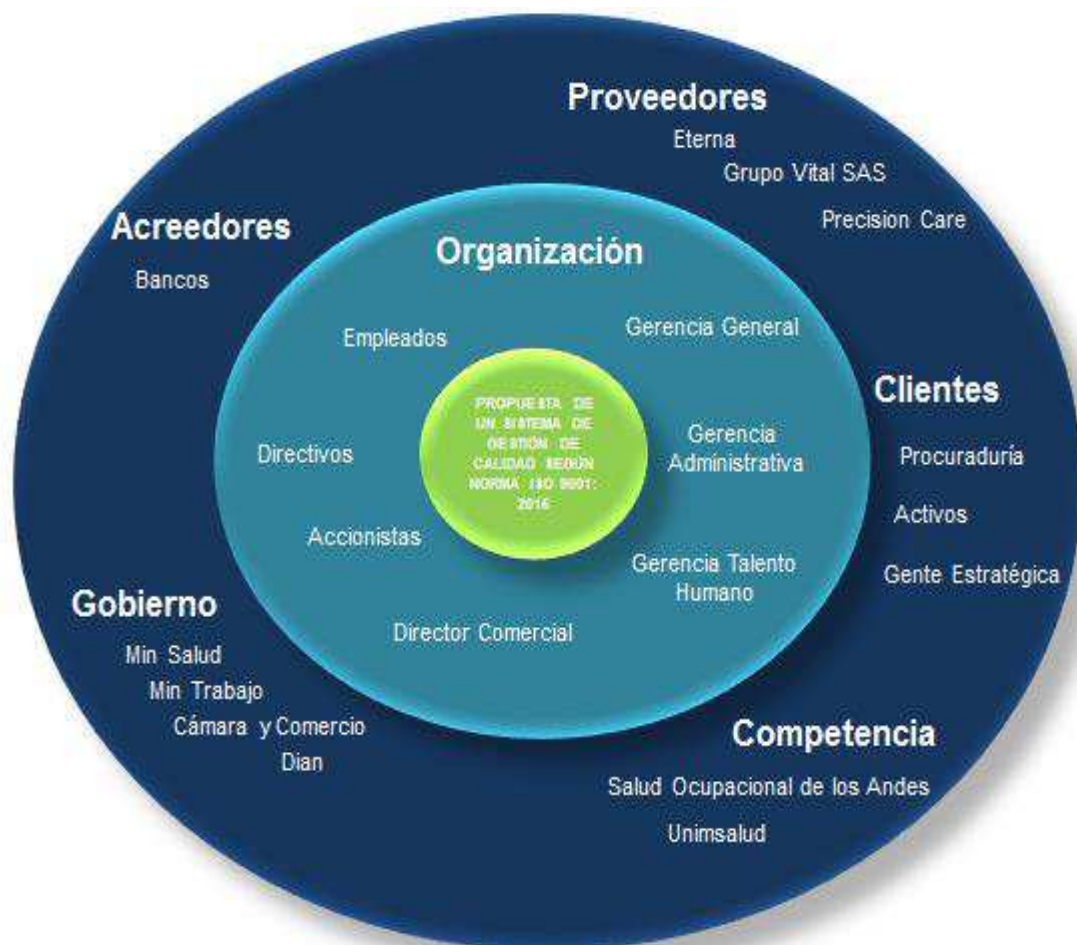 Proveedores
Eterna
Grupo Vital SAS
Precision Care
Acreedores
Bancos
Organización
Empleados
Gerencia General
Directivos
Gerencia
Administrativa
Accionistas
Gerencia Talento
Humano
Director Comercial
PROPUESTA DE
UN SISTEMA DE
GESTIÓN DE
CALIDAD SEGÚN
NORMA ISO 9001:
Clientes
Procuraduría
Activos
Gente Estratégica
Gobierno
Min Salud
Min Trabajo
Cámara y Comercio
Dian
Competencia
Salud Ocupacional de los Andes
Unimsalud